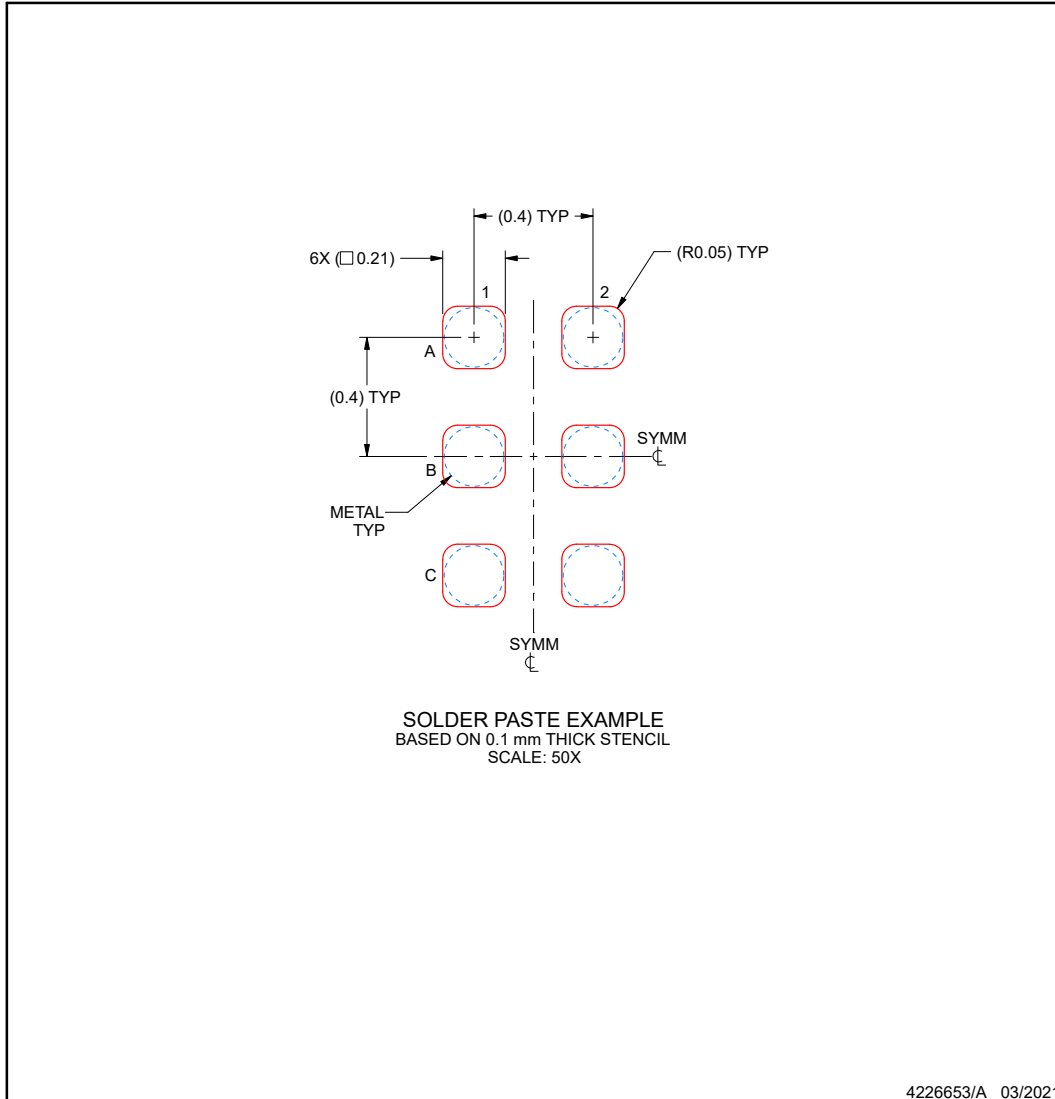 (0.4) TYP
6X (□ 0.21)
(R0.05) TYP
1
2
A
(0.4) TYP
SYMM
℄
B
METAL
TYP
C
SYMM
℄
SOLDER PASTE EXAMPLE
BASED ON 0.1 mm THICK STENCIL
SCALE: 50X
4226653/A 03/2021